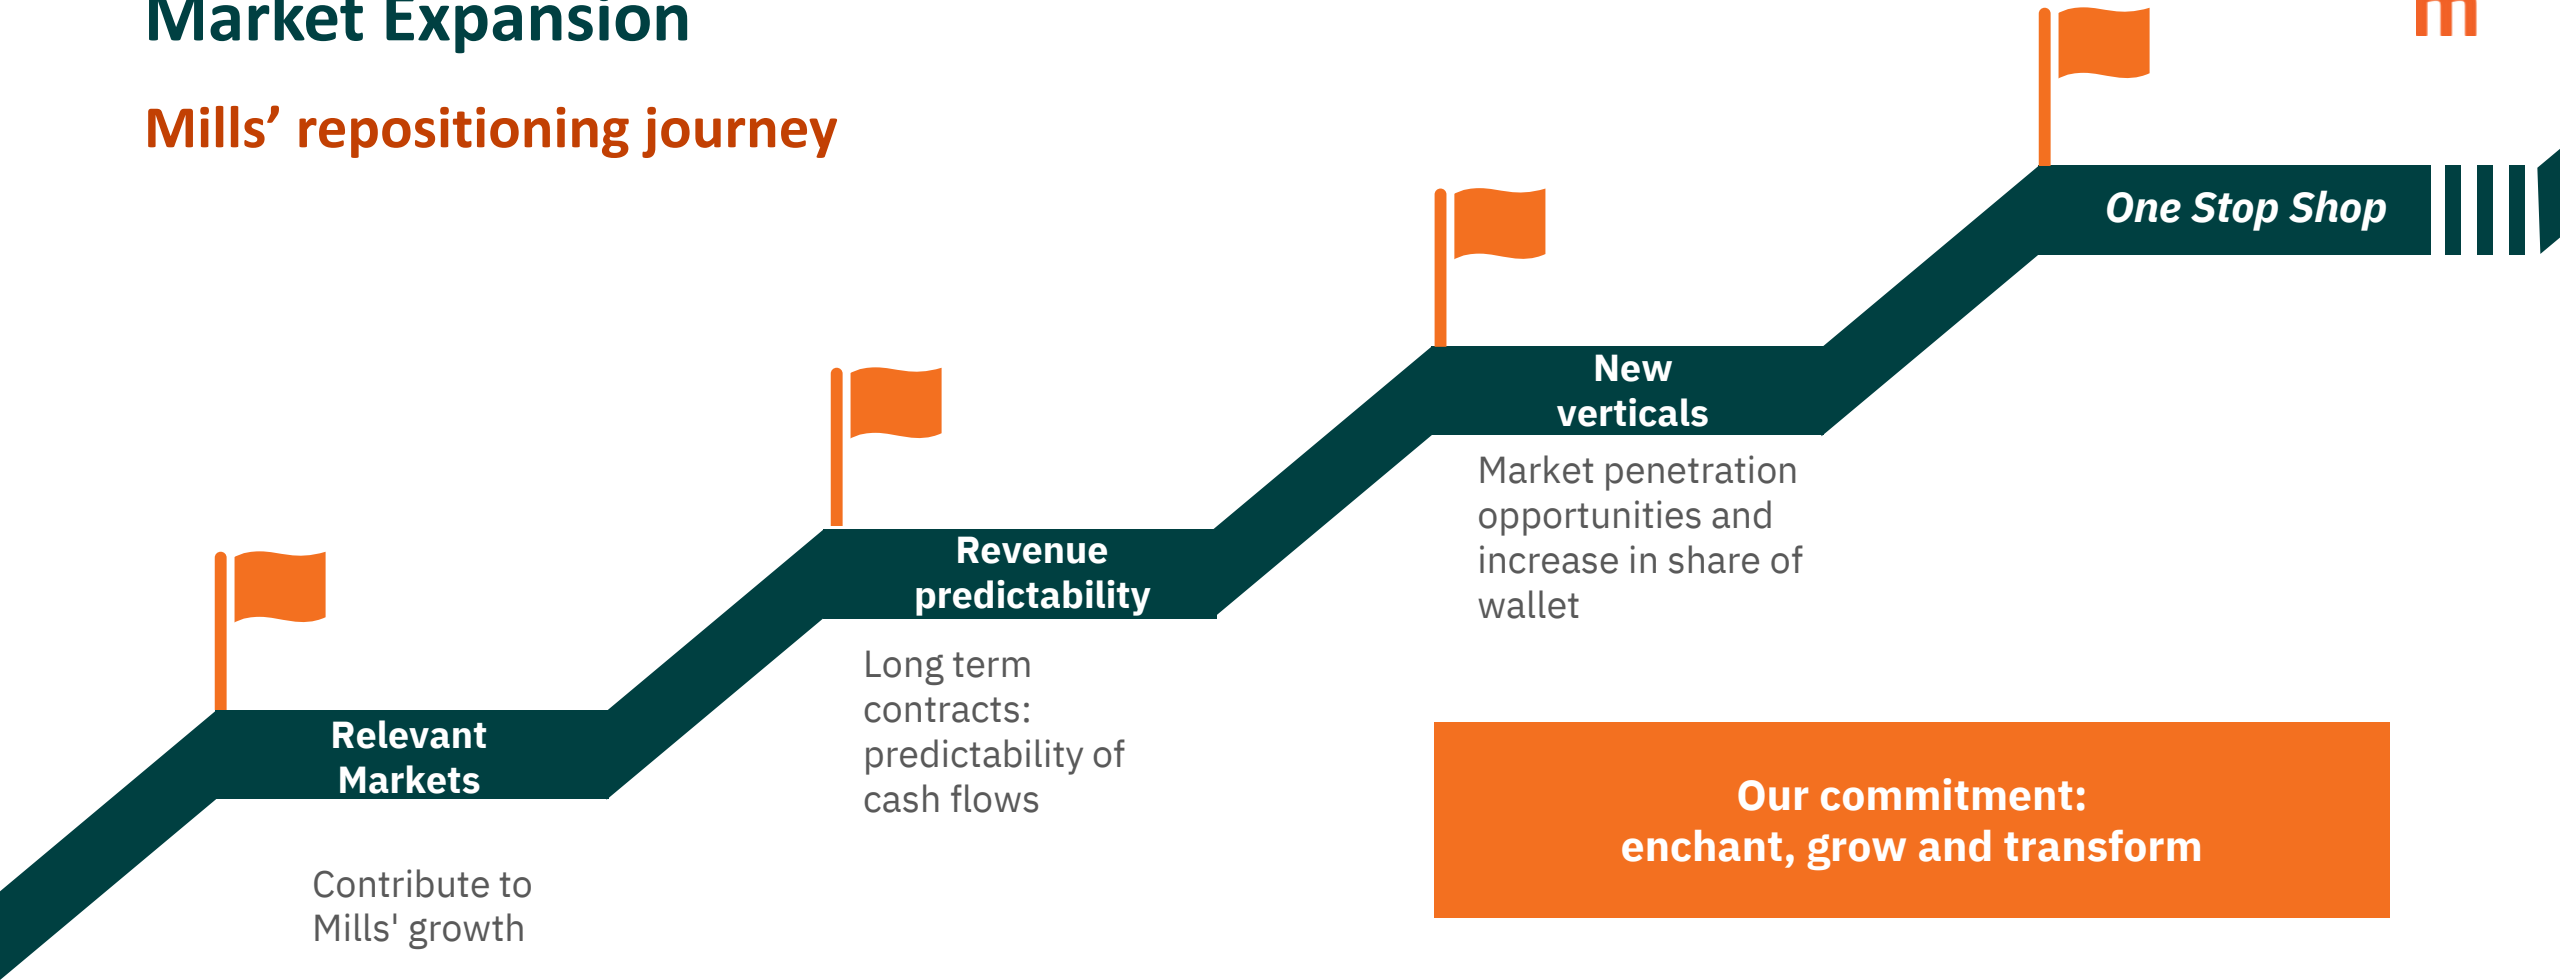 Market Expansion
Mills’ repositioning journey
One Stop Shop
New
verticals
Market penetration
opportunities and
increase in share of
wallet
Revenue
predictability
Long term
contracts:
predictability of
cash flows
Relevant
Markets
Contribute to
Mills' growth
Our commitment:
enchant, grow and transform